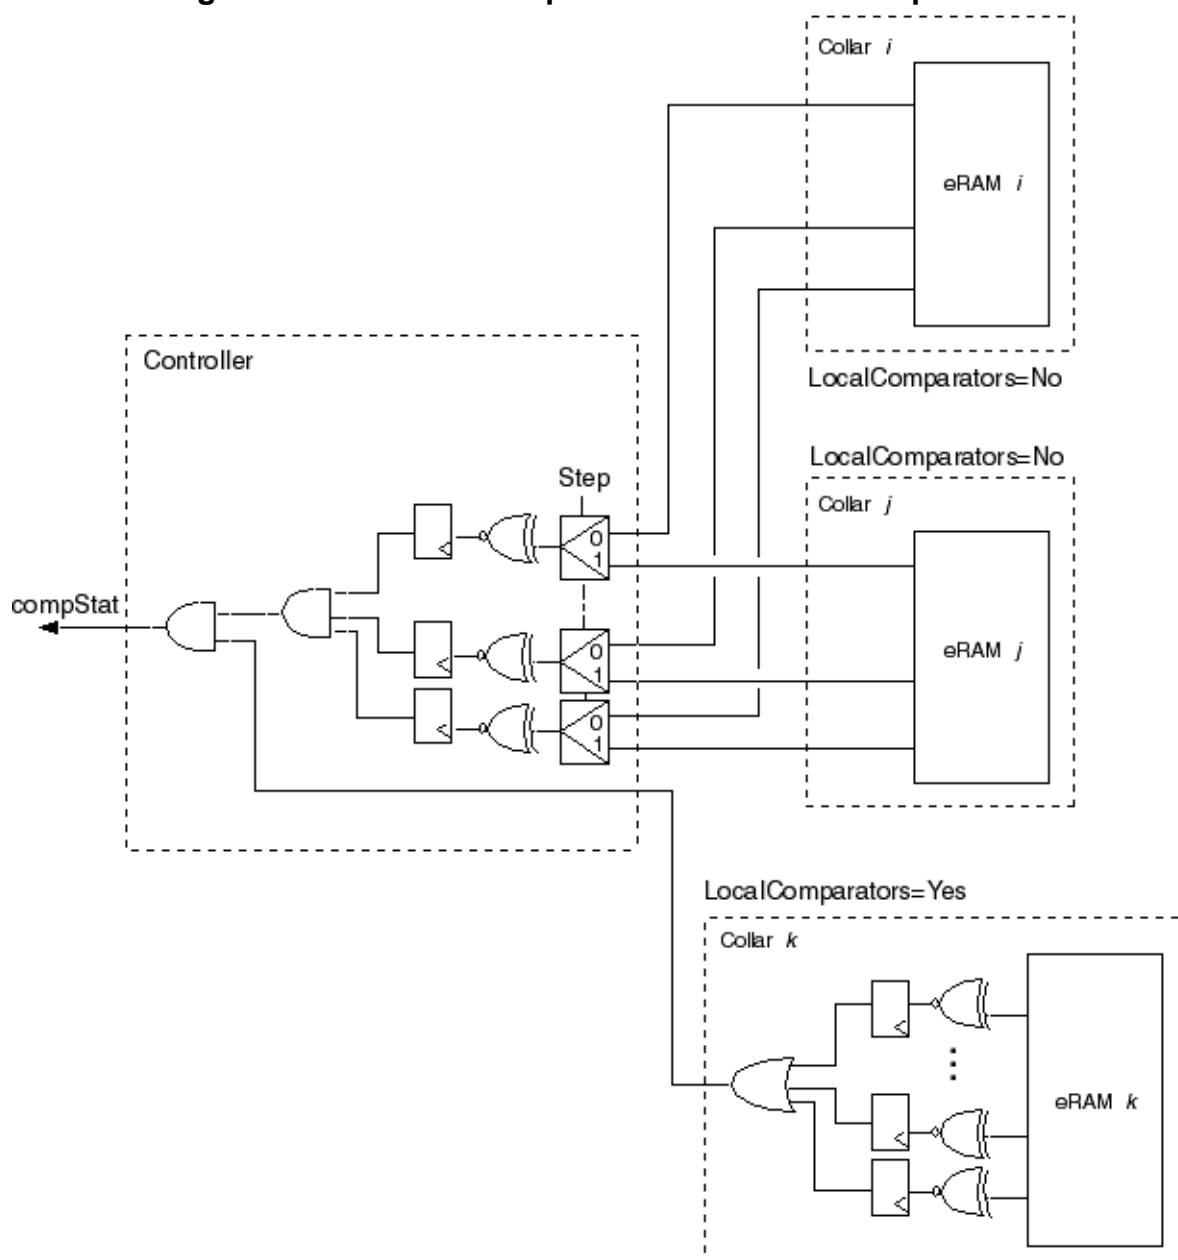 Collar i
eRAM i
LocalComparators=No
Controller
LocalComparators=No
Collar j
Step
0
1
compStat
0
1
eRAM j
0
1
LocalComparators=Yes
Collar k
eRAM k